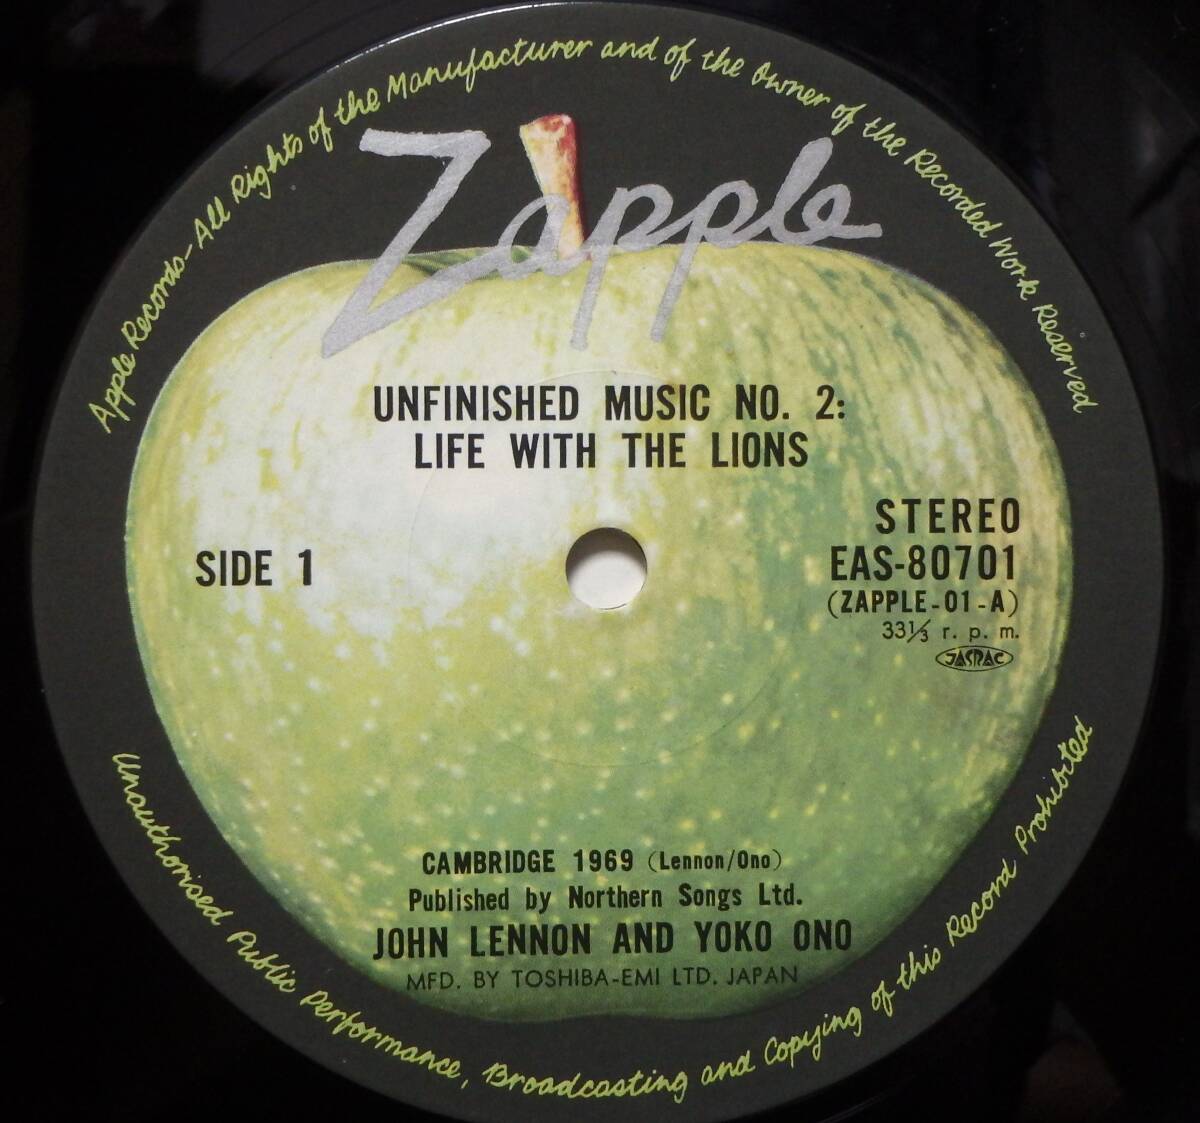 Apple Records-All Rights of the Manufacturer and of the Owner of the Recorded Work Reserved
Zapple
UNFINISHED MUSIC NO. 2:
LIFE WITH THE LIONS
SIDE 1
STEREO
EAS-80701
(ZAPPLE-01-A)
33⅓ r. p. m.
JASRAC
CAMBRIDGE 1969 (Lennon/Ono)
Published by Northern Songs Ltd.
JOHN LENNON AND YOKO ONO
MFD. BY TOSHIBA-EMI LTD. JAPAN
Unauthorised Public Performance, Broadcasting and Copying of this Record Prohibited